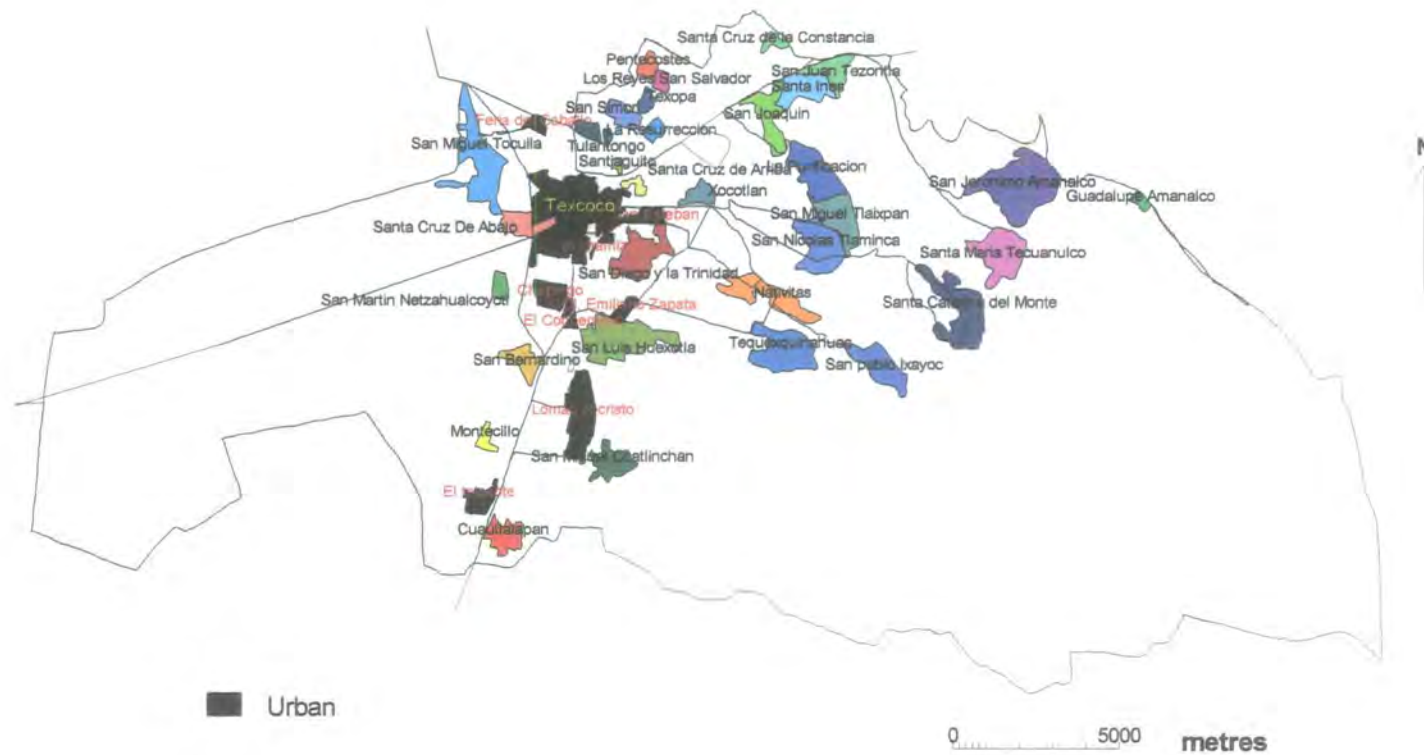 Santa Cruz de la Constancia
Pentecostes
San Juan Tezontla
Los Reyes San Salvador
Santa Ines
Texopa
San Simon
San Joaquin
La Resurrección
San Miguel Tocuila
Tulantongo
Santiaguito
La Purificacion
Santa Cruz de Arriba
Xocotlan
San Jeronimo Amanalco
Guadalupe Amanalco
Texcoco
San Miguel Tlaixpan
Santa Cruz De Abajo
San Nicolas Tlaminca
Santa Maria Tecuanulco
San Diego y la Trinidad
San Martin Netzahualcoyotl
Nativitas
Santa Catarina del Monte
Emiliano Zapata
San Luis Huexotla
Tequexquinahuac
San Bernardino
San pablo Ixayoc
Montecillo
Cuautlalapan
Urban
0 5000 metres